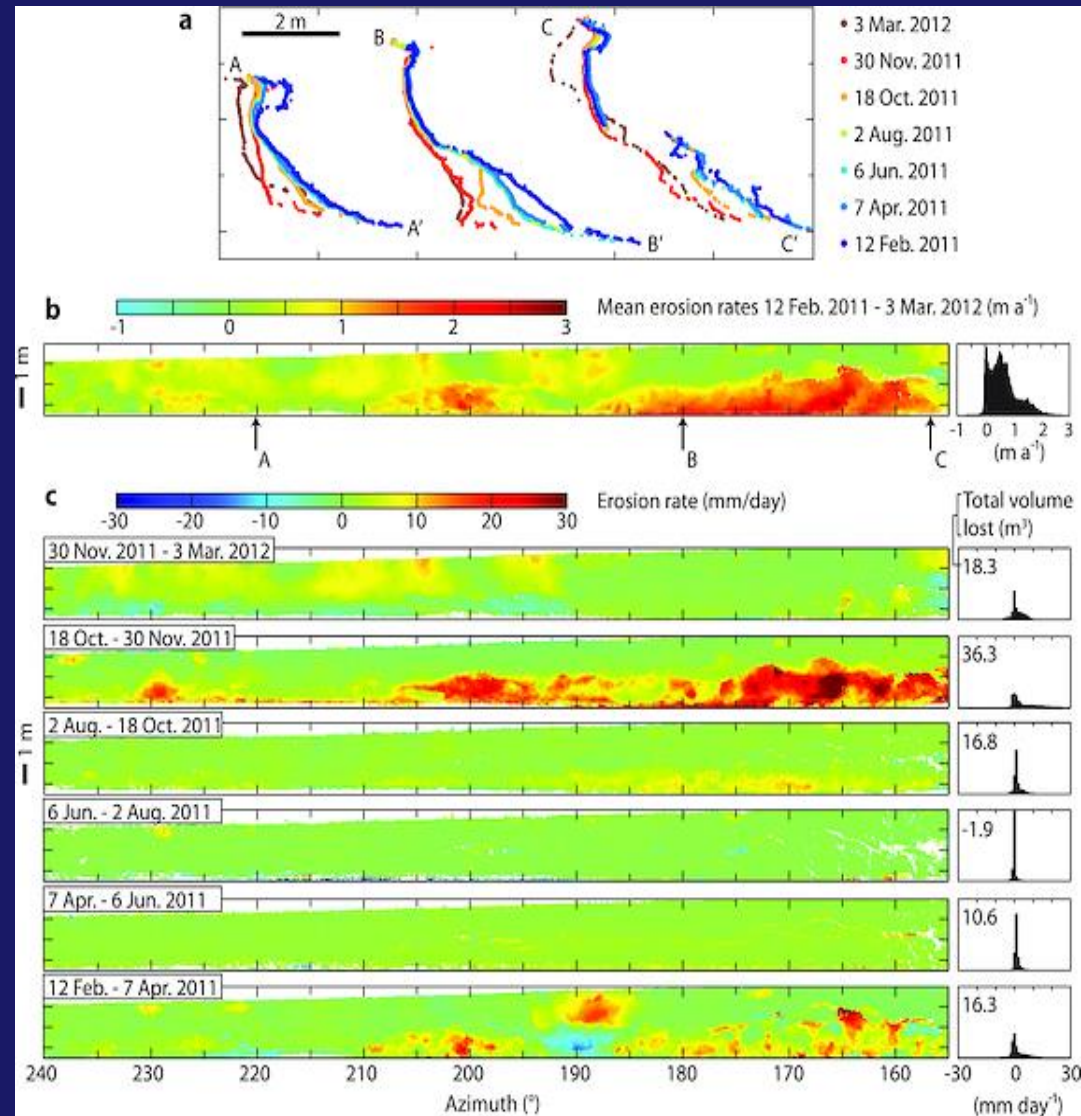 a
2 m
A
B
C
A'
B'
C'
3 Mar. 2012
30 Nov. 2011
18 Oct. 2011
2 Aug. 2011
6 Jun. 2011
7 Apr. 2011
12 Feb. 2011
b
-1 0 1 2 3
Mean erosion rates 12 Feb. 2011 - 3 Mar. 2012 (m a⁻¹)
1 m
A B C
-1 0 1 2 3
(m a⁻¹)
c
-30 -20 -10 0 10 20 30
Erosion rate (mm/day)
Total volume
lost (m³)
30 Nov. 2011 - 3 Mar. 2012
18.3
18 Oct. - 30 Nov. 2011
36.3
2 Aug. - 18 Oct. 2011
16.8
1 m
6 Jun. - 2 Aug. 2011
-1.9
7 Apr. - 6 Jun. 2011
10.6
12 Feb. - 7 Apr. 2011
16.3
240 230 220 210 200 190 180 170 160
-30 0 30
Azimuth (°)
(mm day⁻¹)